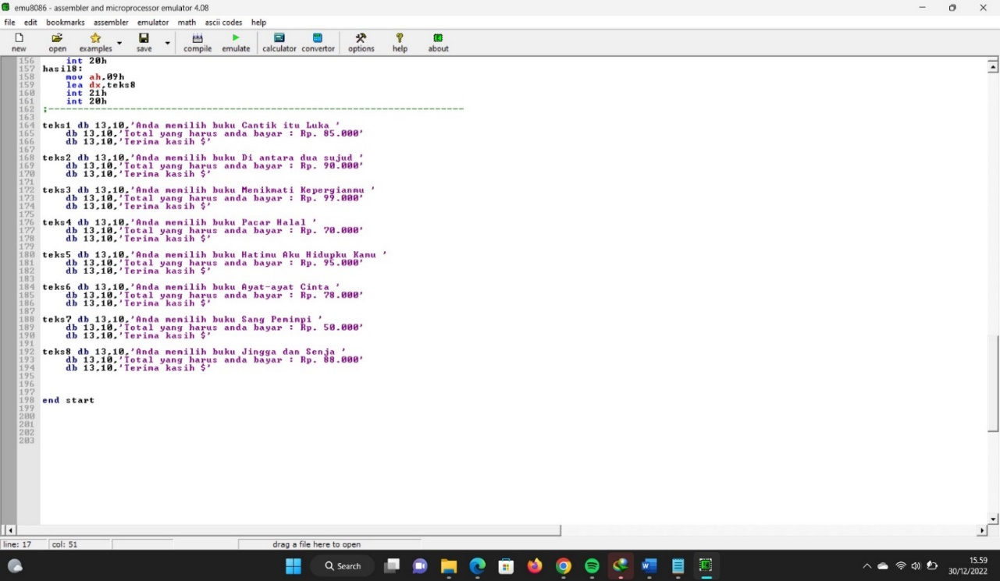 emu8086 - assembler and microprocessor emulator 4.08
file edit bookmarks assembler emulator math ascii codes help
new open examples save compile emulate calculator convertor options help about
156 int 20h
157 hasil8:
158 mov ah,09h
159 lea dx,teks8
160 int 21h
161 int 20h
162 ;-----------------------------------------------------------------------
163
164 teks1 db 13,10,'Anda memilih buku Cantik itu Luka '
165 db 13,10,'Total yang harus anda bayar : Rp. 85.000'
166 db 13,10,'Terima kasih $'
167
168 teks2 db 13,10,'Anda memilih buku Di antara dua sujud '
169 db 13,10,'Total yang harus anda bayar : Rp. 90.000'
170 db 13,10,'Terima kasih $'
171
172 teks3 db 13,10,'Anda memilih buku Menikmati Kepergianmu '
173 db 13,10,'Total yang harus anda bayar : Rp. 99.000'
174 db 13,10,'Terima kasih $'
175
176 teks4 db 13,10,'Anda memilih buku Pacar Halal '
177 db 13,10,'Total yang harus anda bayar : Rp. 70.000'
178 db 13,10,'Terima kasih $'
179
180 teks5 db 13,10,'Anda memilih buku Hatimu Aku Hidupku Kamu '
181 db 13,10,'Total yang harus anda bayar : Rp. 95.000'
182 db 13,10,'Terima kasih $'
183
184 teks6 db 13,10,'Anda memilih buku Ayat-ayat Cinta '
185 db 13,10,'Total yang harus anda bayar : Rp. 78.000'
186 db 13,10,'Terima kasih $'
187
188 teks7 db 13,10,'Anda memilih buku Sang Pemimpi '
189 db 13,10,'Total yang harus anda bayar : Rp. 50.000'
190 db 13,10,'Terima kasih $'
191
192 teks8 db 13,10,'Anda memilih buku Jingga dan Senja '
193 db 13,10,'Total yang harus anda bayar : Rp. 88.000'
194 db 13,10,'Terima kasih $'
195
196
197
198 end start
199
200
201
202
203
line: 17 col: 51 drag a file here to open
Search
15.59
30/12/2022